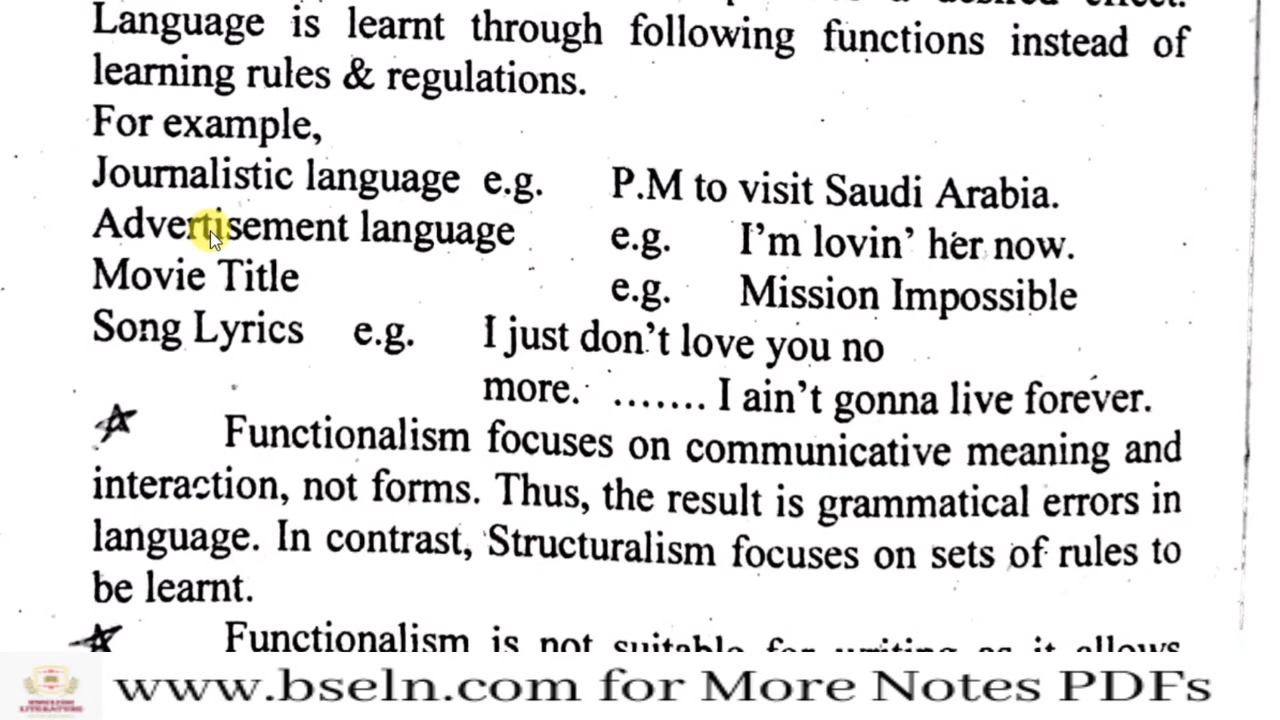 a desired effect.
Language is learnt through following functions instead of
learning rules & regulations.
For example,
Journalistic language e.g. P.M to visit Saudi Arabia.
Advertisement language e.g. I'm lovin' her now.
Movie Title e.g. Mission Impossible
Song Lyrics e.g. I just don't love you no
more. ....... I ain't gonna live forever.
Functionalism focuses on communicative meaning and
interaction, not forms. Thus, the result is grammatical errors in
language. In contrast, Structuralism focuses on sets of rules to
be learnt.
Functionalism is not suitable for writing as it allows
www.bseln.com for More Notes PDFs